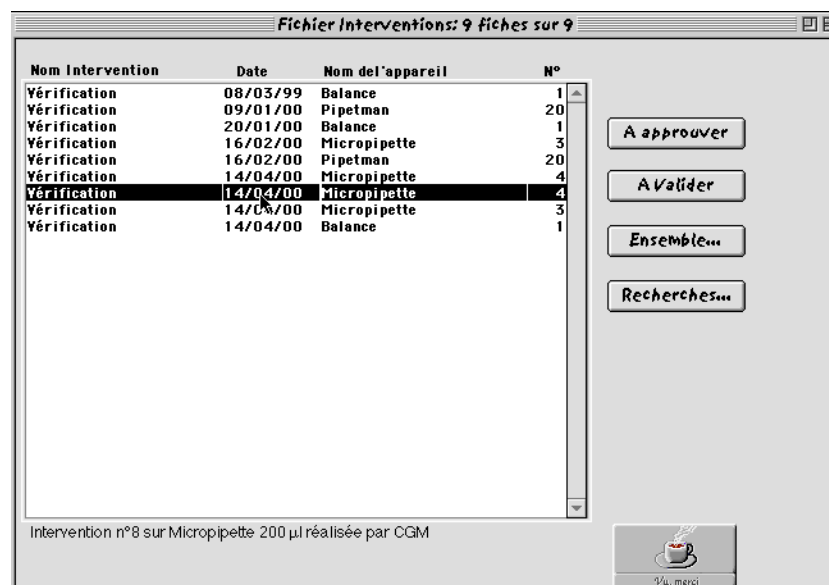 Fichier Interventions: 9 fiches sur 9
Nom Intervention Date Nom del'appareil N°
Vérification 08/03/99 Balance 1
Vérification 09/01/00 Pipetman 20
Vérification 20/01/00 Balance 1
Vérification 16/02/00 Micropipette 3
Vérification 16/02/00 Pipetman 20
Vérification 14/04/00 Micropipette 4
Vérification 14/04/00 Micropipette 4
Vérification Micropipette 3
Vérification 14/04/00 Balance 1
A approuver
A Valider
Ensemble...
Recherches...
Intervention n°8 sur Micropipette 200 µl réalisée par CGM
Vu, merci